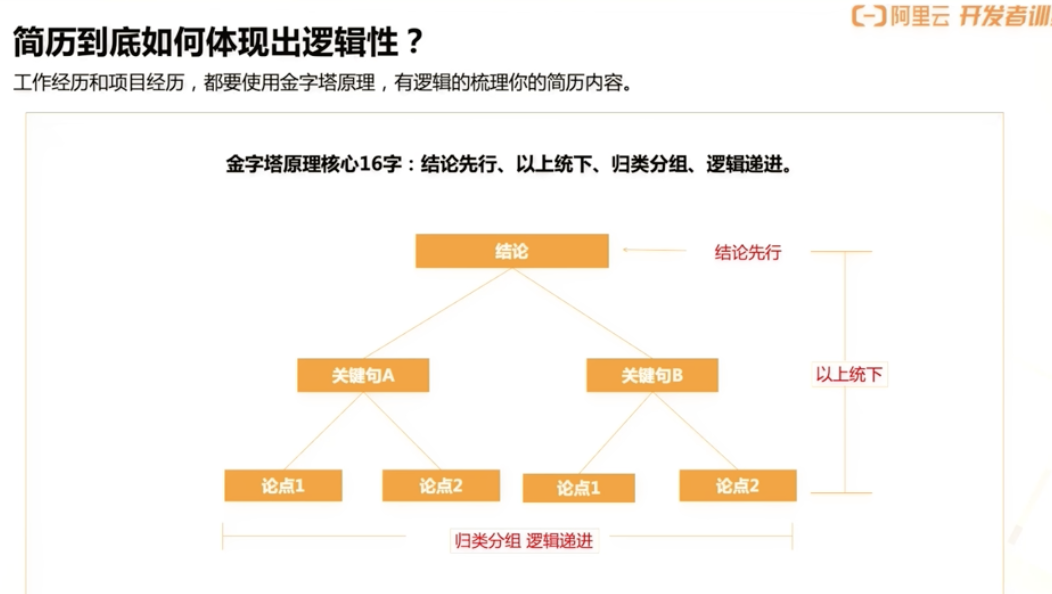 阿里云 开发者训
简历到底如何体现出逻辑性？
工作经历和项目经历，都要使用金字塔原理，有逻辑的梳理你的简历内容。
金字塔原理核心16字：结论先行、以上统下、归类分组、逻辑递进。
结论
结论先行
关键句A
关键句B
以上统下
论点1
论点2
论点1
论点2
归类分组 逻辑递进